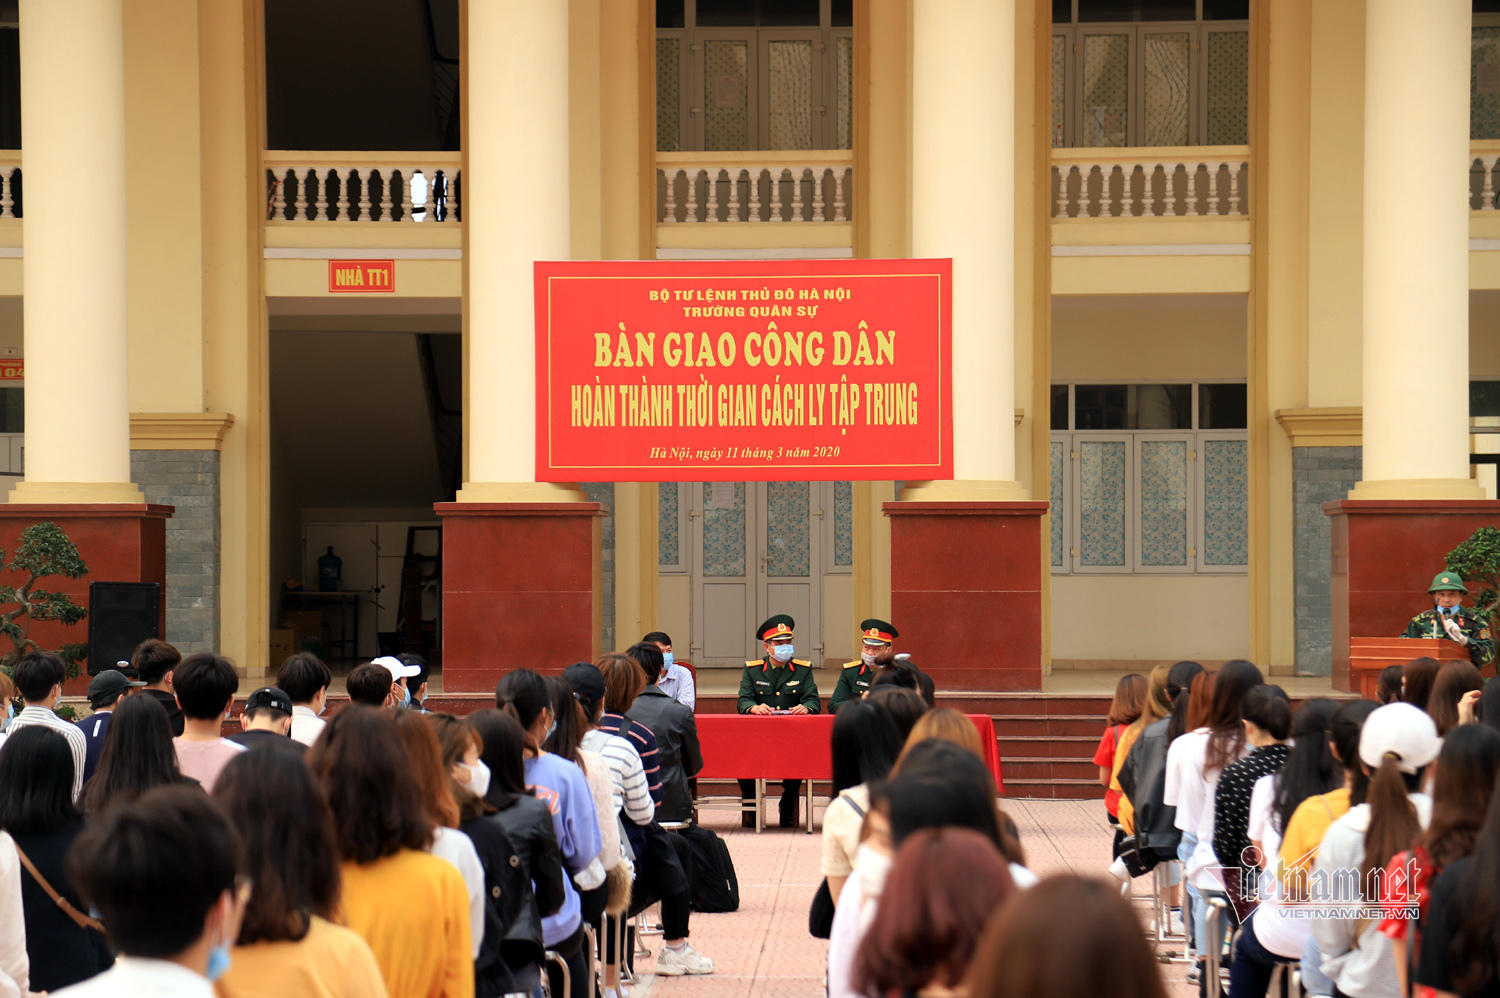 NHÀ TT1
BỘ TƯ LỆNH THỦ ĐÔ HÀ NỘI
TRƯỜNG QUÂN SỰ
BÀN GIAO CÔNG DÂN
HOÀN THÀNH THỜI GIAN CÁCH LY TẬP TRUNG
Hà Nội, ngày 11 tháng 3 năm 2020
104
vietnamnet
VIETNAMNET.VN